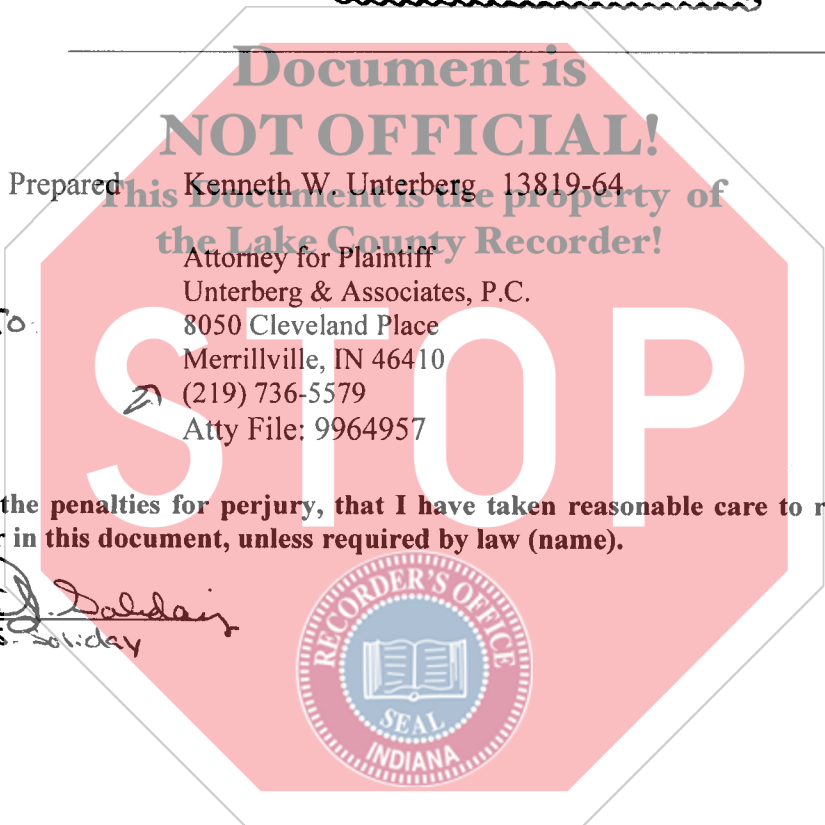 Document is
NOT OFFICIAL!
Prepared Kenneth W. Unterberg 13819-64
This Document is the property of
the Lake County Recorder!
Attorney for Plaintiff
Unterberg & Associates, P.C.
8050 Cleveland Place
Merrillville, IN 46410
(219) 736-5579
Atty File: 9964957
STOP
the penalties for perjury, that I have taken reasonable care to r
in this document, unless required by law (name).
Soliday
RECORDER'S OFFICE
SEAL
INDIANA